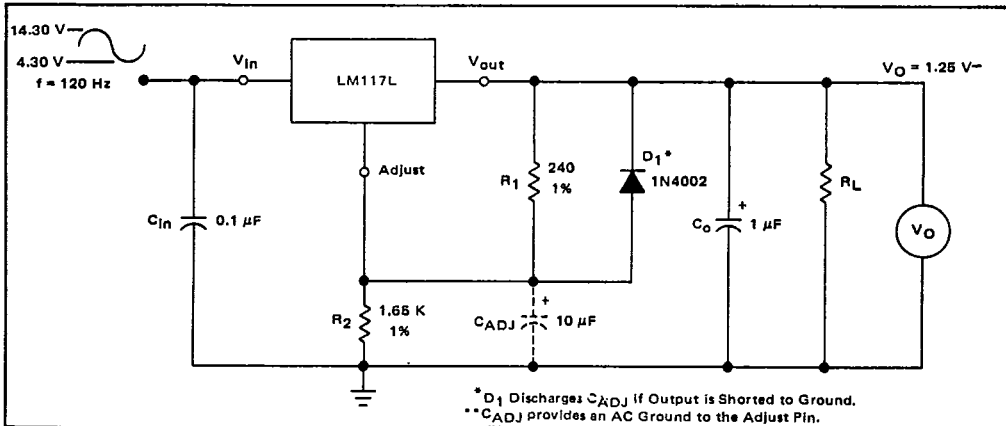 14.30 V
4.30 V
f = 120 Hz
Vin
LM117L
Vout
VO = 1.25 V
Adjust
R1
240
1%
D1*
1N4002
Cin
0.1 µF
Co
+
1 µF
RL
VO
R2
1.65 K
1%
CADJ
+
10 µF
*D1 Discharges CADJ if Output is Shorted to Ground.
**CADJ provides an AC Ground to the Adjust Pin.